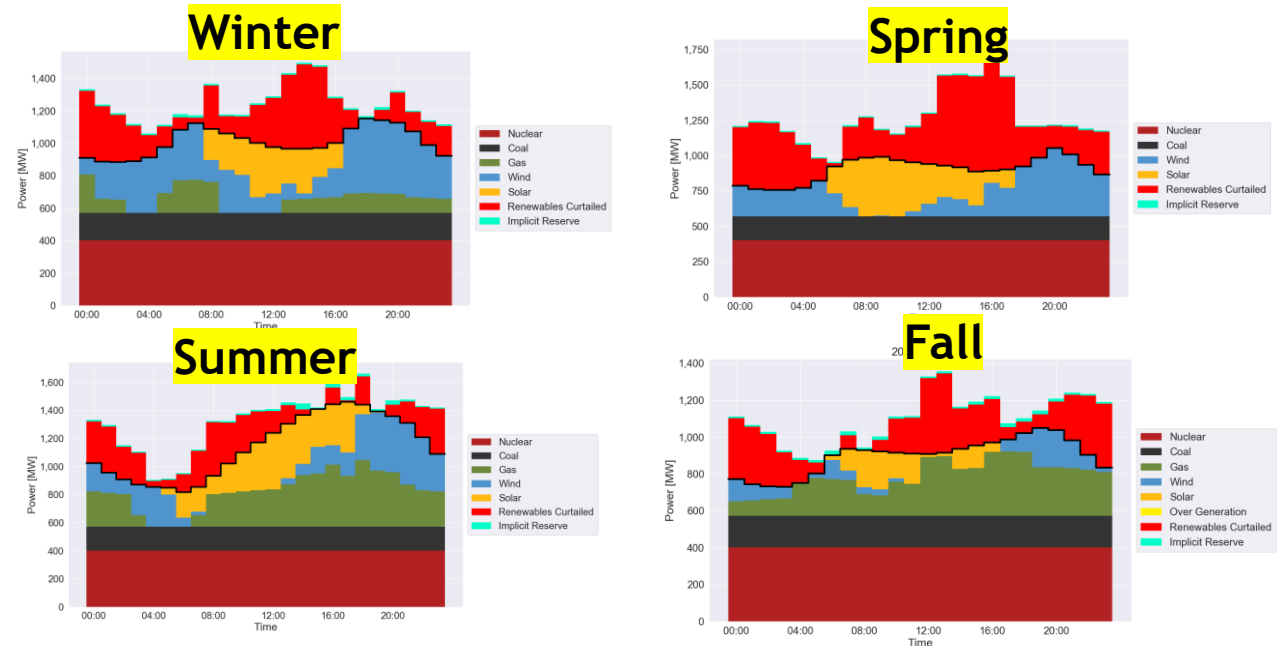 Winter
Power [MW]
1,400
1,200
1,000
800
600
400
200
0
00:00 04:00 08:00 12:00 16:00 20:00
Time
Nuclear
Coal
Gas
Wind
Solar
Renewables Curtailed
Implicit Reserve
Spring
Power [MW]
1,750
1,500
1,250
1,000
750
500
250
0
00:00 04:00 08:00 12:00 16:00 20:00
Nuclear
Coal
Wind
Solar
Renewables Curtailed
Implicit Reserve
Summer
Power [MW]
1,600
1,400
1,200
1,000
800
600
400
200
0
00:00 04:00 08:00 12:00 16:00 20:00
Time
Nuclear
Coal
Gas
Wind
Solar
Renewables Curtailed
Implicit Reserve
20
Fall
Power [MW]
1,400
1,200
1,000
800
600
400
200
0
00:00 04:00 08:00 12:00 16:00 20:00
Time
Nuclear
Coal
Gas
Wind
Solar
Over Generation
Renewables Curtailed
Implicit Reserve